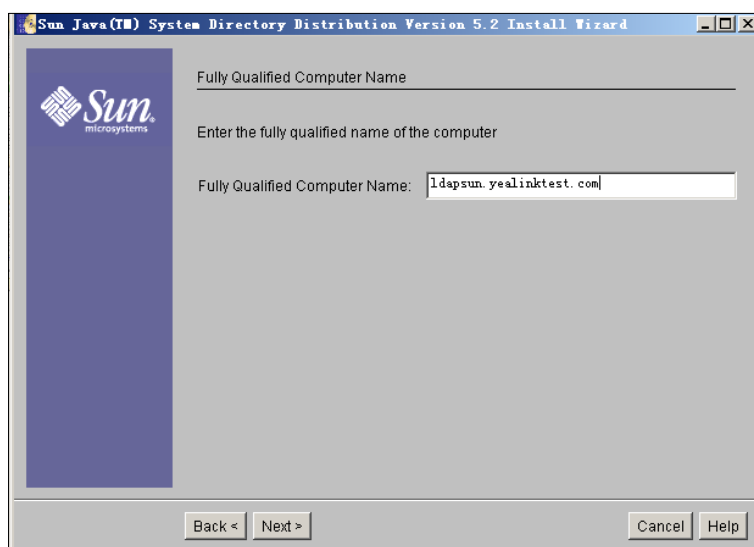 Sun Java(TM) System Directory Distribution Version 5.2 Install Wizard
Sun
microsystems
Fully Qualified Computer Name
Enter the fully qualified name of the computer
Fully Qualified Computer Name: ldapsun.yealinktest.com
Back < Next > Cancel Help